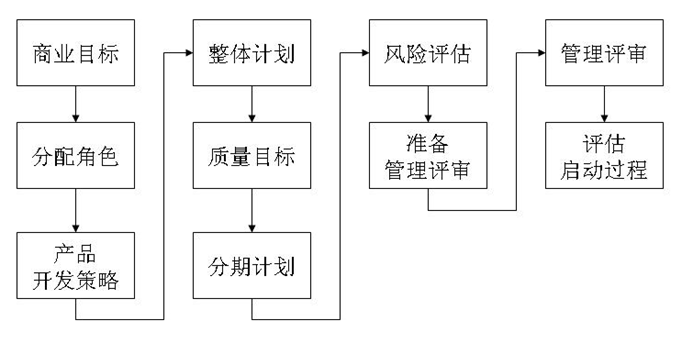 商业目标
分配角色
产品
开发策略
整体计划
质量目标
分期计划
风险评估
准备
管理评审
管理评审
评估
启动过程